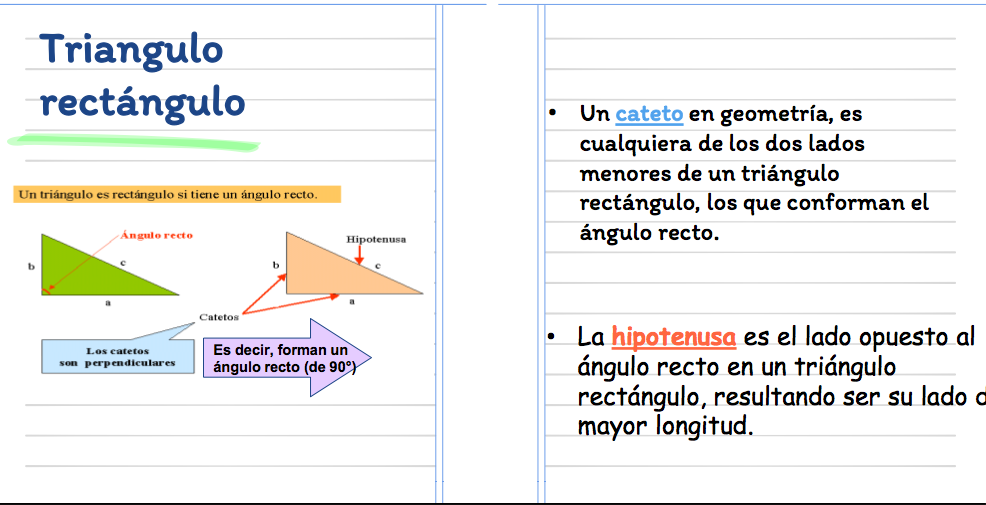 Triangulo
rectángulo
Un triángulo es rectángulo si tiene un ángulo recto.
Ángulo recto
b
c
a
Hipotenusa
b
c
a
Catetos
Los catetos
son perpendiculares
Es decir, forman un
ángulo recto (de 90º)
• Un cateto en geometría, es
cualquiera de los dos lados
menores de un triángulo
rectángulo, los que conforman el
ángulo recto.
• La hipotenusa es el lado opuesto al
ángulo recto en un triángulo
rectángulo, resultando ser su lado
mayor longitud.